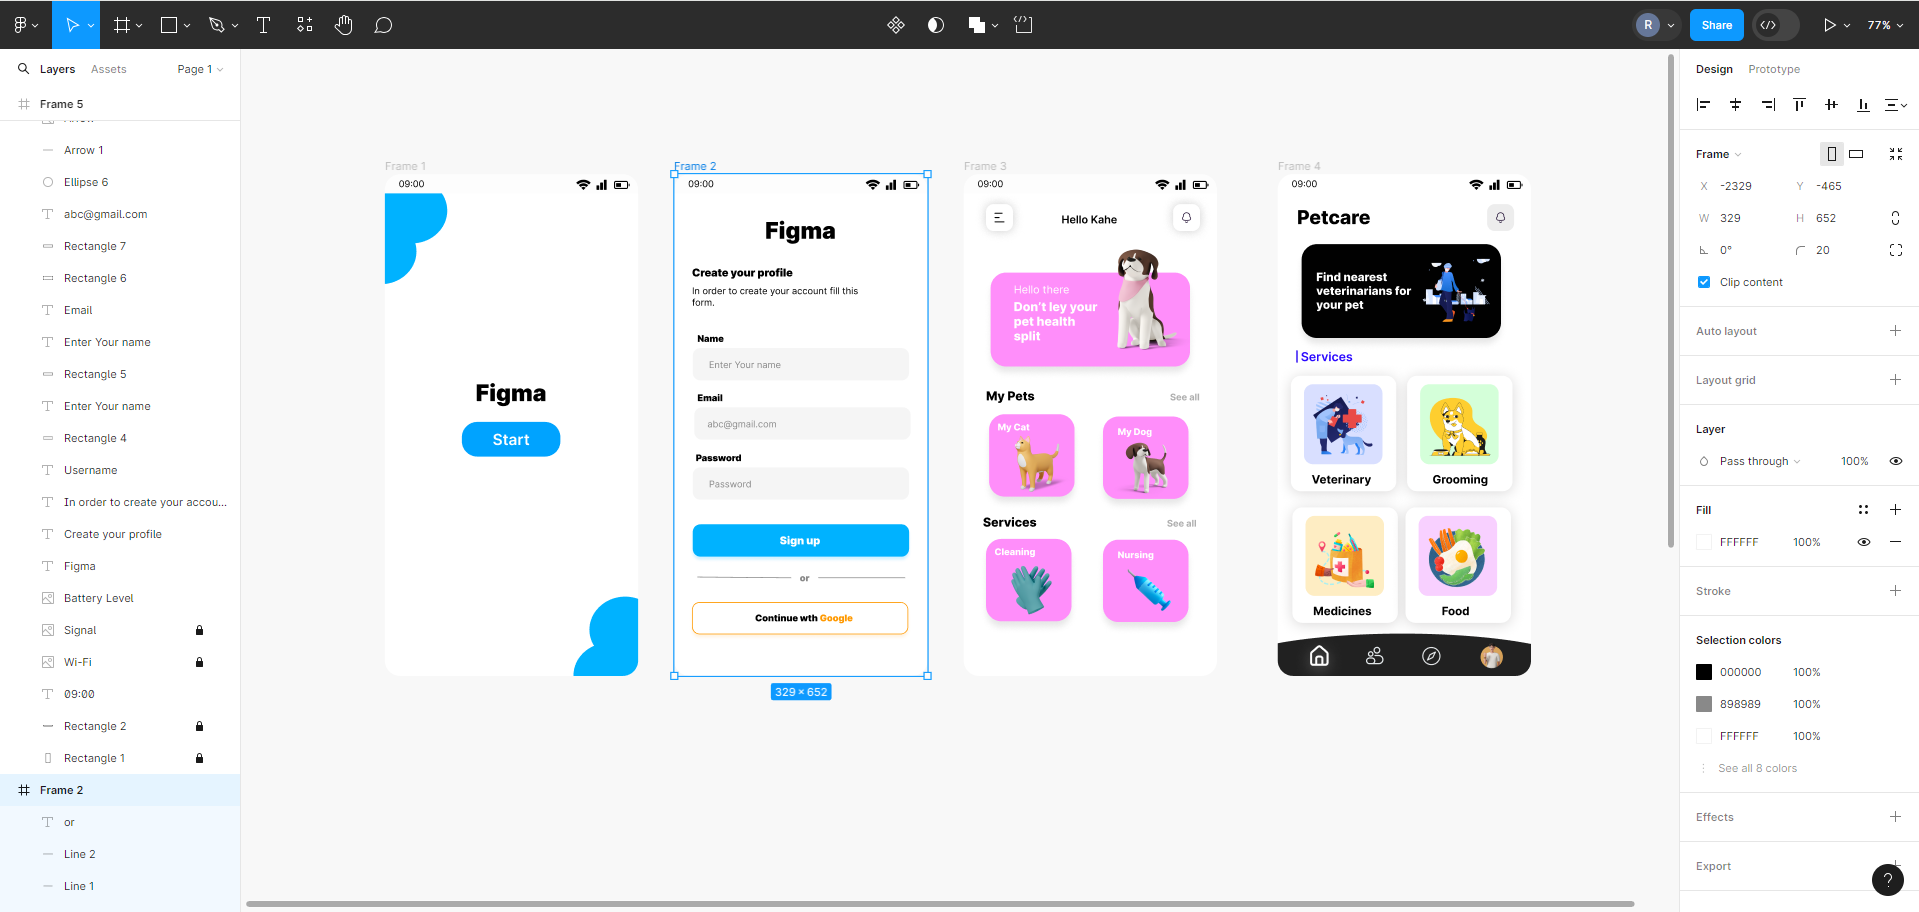 R
Share
77%
Layers
Assets
Page 1
Frame 5
Arrow 1
Ellipse 6
abc@gmail.com
Rectangle 7
Rectangle 6
Email
Enter Your name
Rectangle 5
Enter Your name
Rectangle 4
Username
In order to create your accou...
Create your profile
Figma
Battery Level
Signal
Wi-Fi
09:00
Rectangle 2
Rectangle 1
Frame 2
or
Line 2
Line 1
Frame 1
09:00
Figma
Start
Frame 2
09:00
Figma
Create your profile
In order to create your account fill this
form.
Name
Enter Your name
Email
abc@gmail.com
Password
Password
Sign up
or
Continue wth Google
329 × 652
Frame 3
09:00
Hello Kahe
Hello there
Don't ley your
pet health
split
My Pets
See all
My Cat
My Dog
Services
See all
Cleaning
Nursing
Frame 4
09:00
Petcare
Find nearest
veterinarians for
your pet
Services
Veterinary
Grooming
Medicines
Food
Design
Prototype
Frame
X -2329
Y -465
W 329
H 652
0°
20
Clip content
Auto layout
Layout grid
Layer
Pass through
100%
Fill
FFFFFF 100%
Stroke
Selection colors
000000 100%
898989 100%
FFFFFF 100%
See all 8 colors
Effects
Export
?